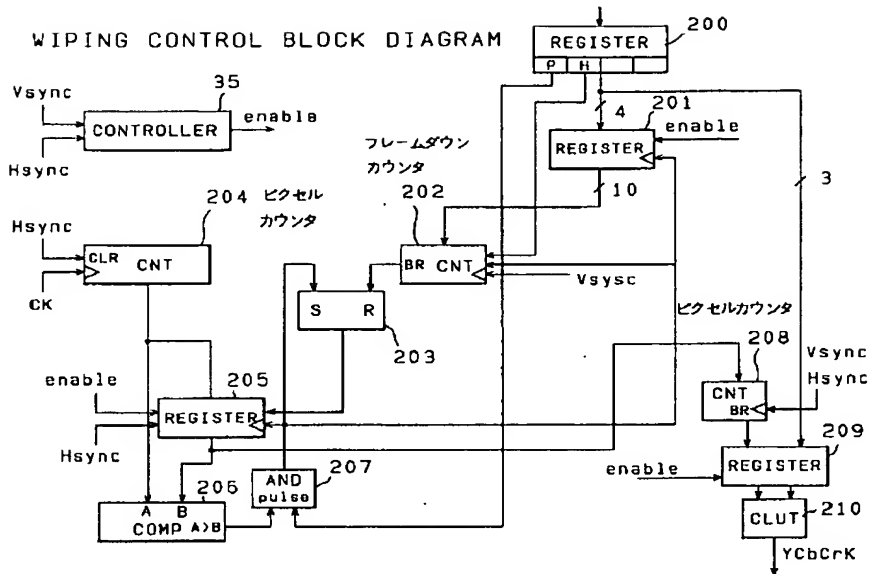 WIPING CONTROL BLOCK DIAGRAM
200
REGISTER
P H
35
Vsync
CONTROLLER
enable
Hsync
4
201
REGISTER
enable
フレームダウン
カウンタ
202
10
3
204
ピクセル
カウンタ
Hsync
CLR
CNT
CK
BR CNT
Vsysc
S R
203
ピクセルカウンタ
208
Vsync
Hsync
CNT
BR
enable
205
REGISTER
Hsync
207
AND
pulse
209
REGISTER
enable
206
A B
COMP A>B
CLUT
210
YCbCrK